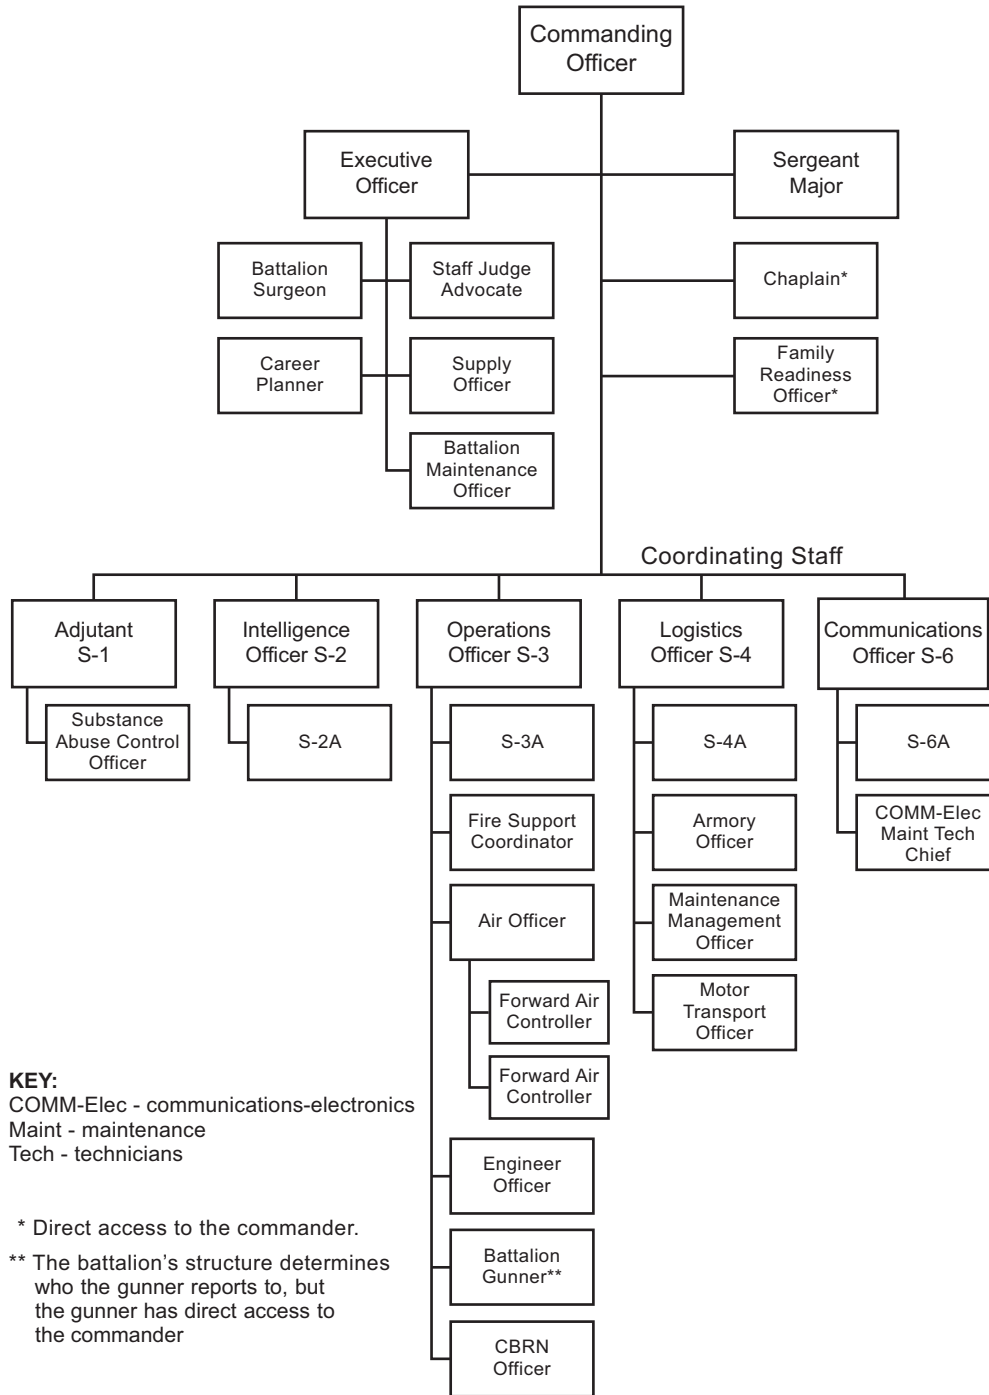 Commanding
Officer
Executive
Officer
Sergeant
Major
Battalion
Surgeon
Staff Judge
Advocate
Chaplain*
Career
Planner
Supply
Officer
Family
Readiness
Officer*
Battalion
Maintenance
Officer
Coordinating Staff
Adjutant
S-1
Intelligence
Officer S-2
Operations
Officer S-3
Logistics
Officer S-4
Communications
Officer S-6
Substance
Abuse Control
Officer
S-2A
S-3A
S-4A
S-6A
Fire Support
Coordinator
Armory
Officer
COMM-Elec
Maint Tech
Chief
Air Officer
Maintenance
Management
Officer
Forward Air
Controller
Motor
Transport
Officer
Forward Air
Controller
Engineer
Officer
Battalion
Gunner**
CBRN
Officer
KEY:
COMM-Elec - communications-electronics
Maint - maintenance
Tech - technicians
* Direct access to the commander.
** The battalion's structure determines
who the gunner reports to, but
the gunner has direct access to
the commander